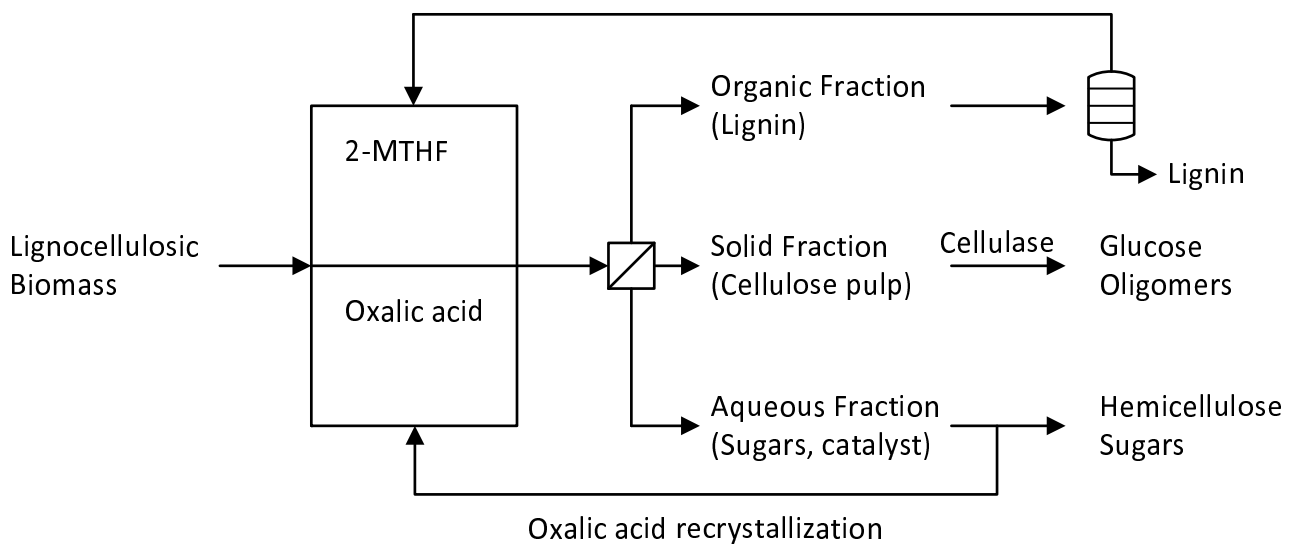 Organic Fraction
(Lignin)
2-MTHF
Lignin
Lignocellulosic
Biomass
Solid Fraction
(Cellulose pulp)
Cellulase
Glucose
Oligomers
Oxalic acid
Aqueous Fraction
(Sugars, catalyst)
Hemicellulose
Sugars
Oxalic acid recrystallization